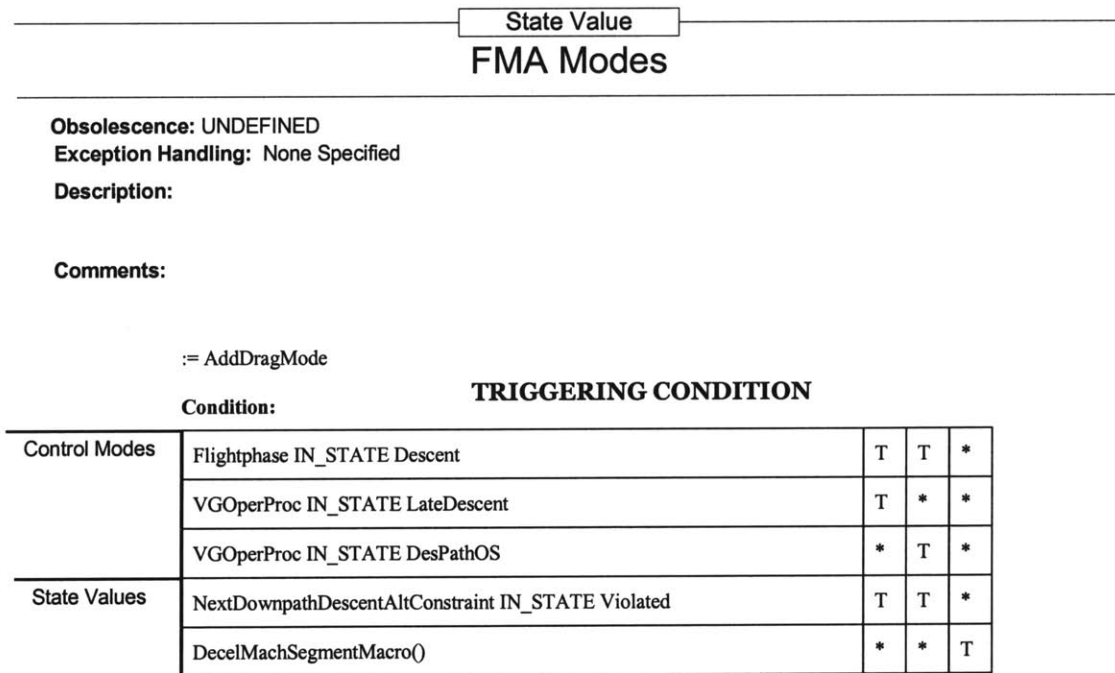 State Value
FMA Modes
Obsolescence: UNDEFINED
Exception Handling: None Specified
Description:
Comments:
:= AddDragMode
TRIGGERING CONDITION
Condition:
Control Modes Flightphase IN_STATE Descent T T *
VGOperProc IN_STATE LateDescent T * *
VGOperProc IN_STATE DesPathOS * T *
State Values NextDownpathDescentAltConstraint IN_STATE Violated T T *
DecelMachSegmentMacro() * * T